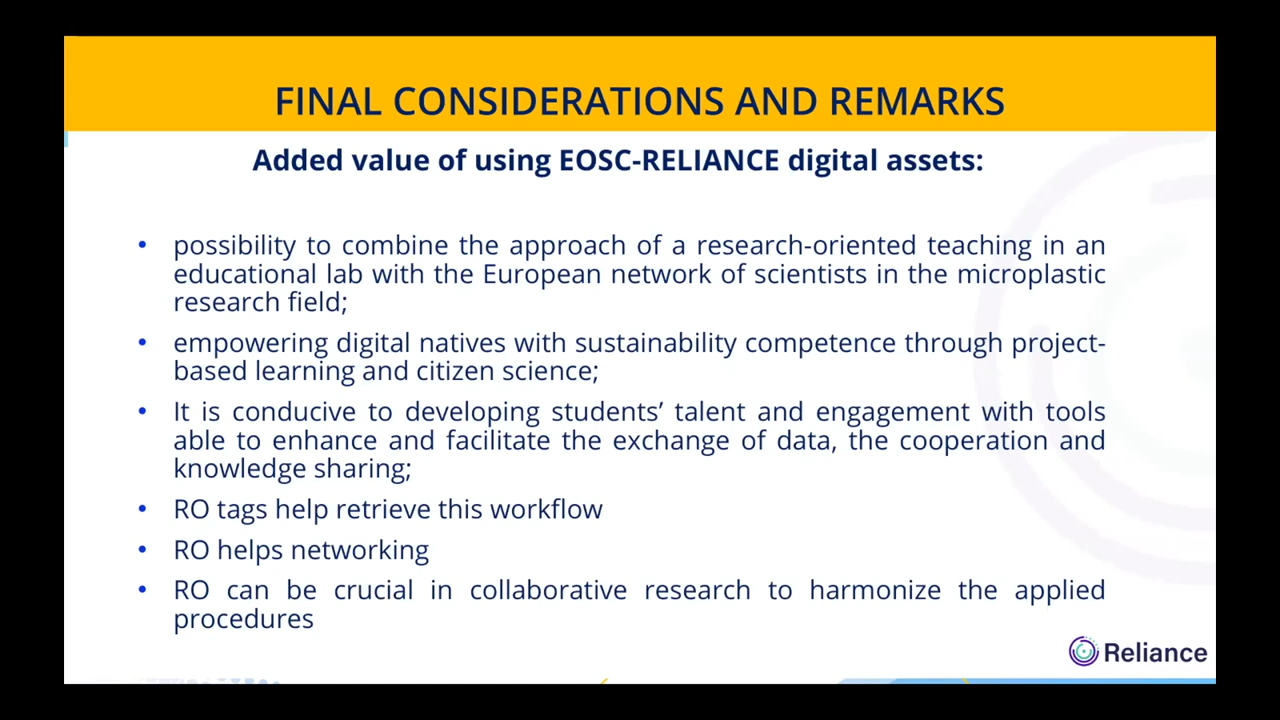 FINAL CONSIDERATIONS AND REMARKS
Added value of using EOSC-RELIANCE digital assets:
• possibility to combine the approach of a research-oriented teaching in an
educational lab with the European network of scientists in the microplastic
research field;
• empowering digital natives with sustainability competence through project-
based learning and citizen science;
• It is conducive to developing students’ talent and engagement with tools
able to enhance and facilitate the exchange of data, the cooperation and
knowledge sharing;
• RO tags help retrieve this workflow
• RO helps networking
• RO can be crucial in collaborative research to harmonize the applied
procedures
Reliance